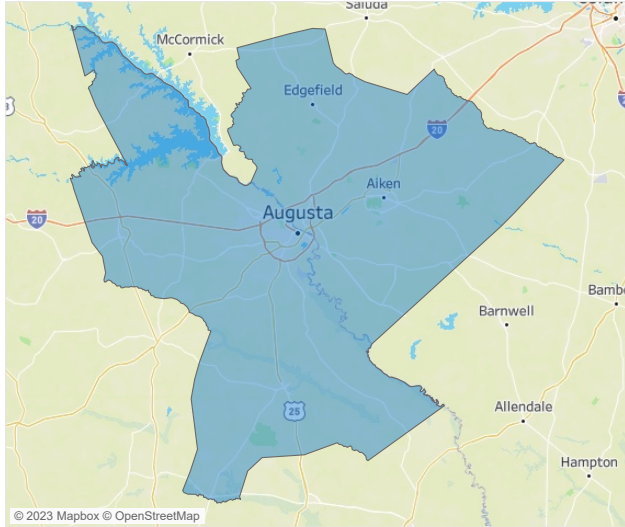 Saluda
McCormick
Edgefield
20
Aiken
Augusta
20
Bamb
Barnwell
25
Allendale
Hampton
© 2023 Mapbox © OpenStreetMap